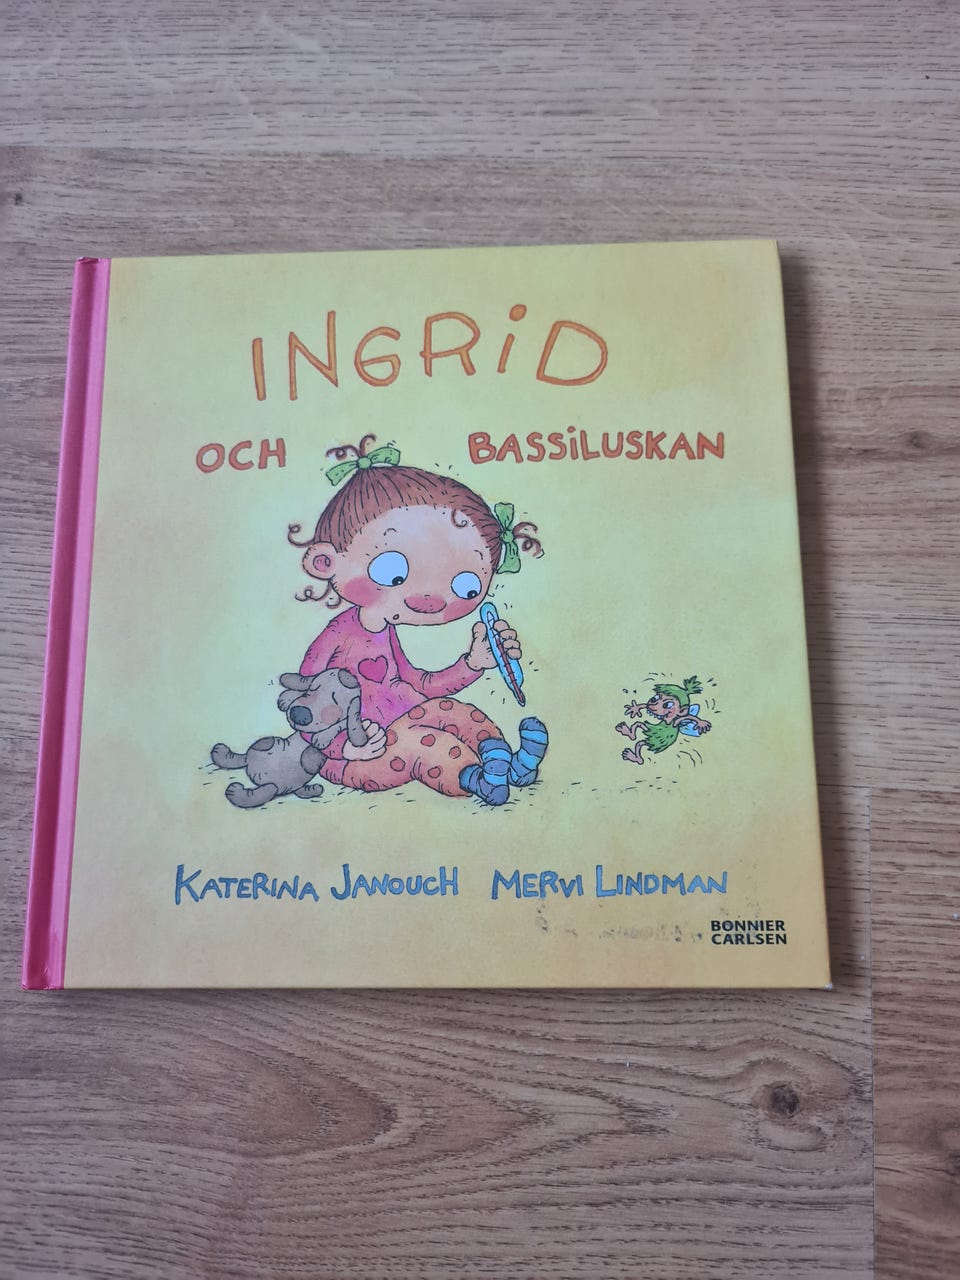 INGRiD
OCH BASSiLUSKAN
KATERINA JANOUCH MERVI LINDMAN
BONNIER
CARLSEN